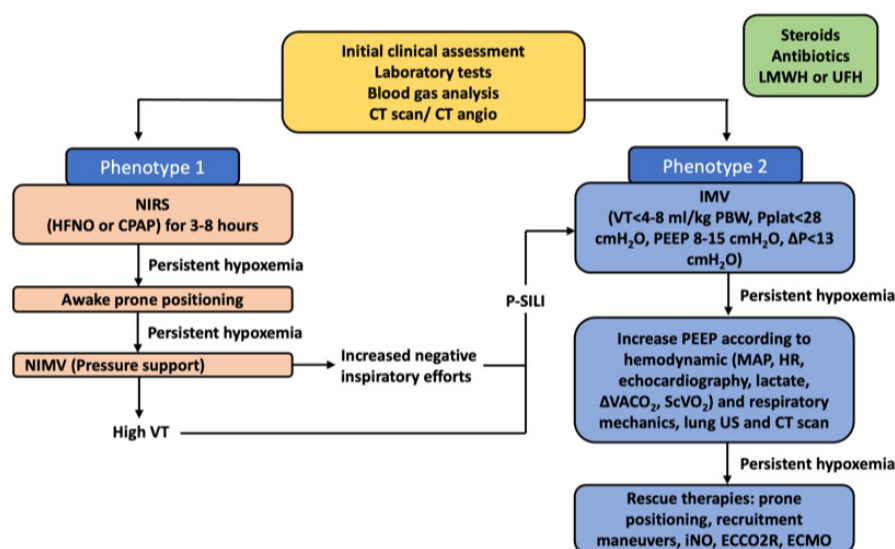 Initial clinical assessment
Laboratory tests
Blood gas analysis
CT scan/ CT angio
Steroids
Antibiotics
LMWH or UFH
Phenotype 1
NIRS
(HFNO or CPAP) for 3-8 hours
Persistent hypoxemia
Awake prone positioning
Persistent hypoxemia
NIMV (Pressure support)
Increased negative
inspiratory efforts
High VT
P-SILI
Phenotype 2
IMV
(VT<4-8 ml/kg PBW, Pplat<28
cmH₂O, PEEP 8-15 cmH₂O, ΔP<13
cmH₂O)
Persistent hypoxemia
Increase PEEP according to
hemodynamic (MAP, HR,
echocardiography, lactate,
ΔVACO₂, ScVO₂) and respiratory
mechanics, lung US and CT scan
Persistent hypoxemia
Rescue therapies: prone
positioning, recruitment
maneuvers, iNO, ECCO2R, ECMO